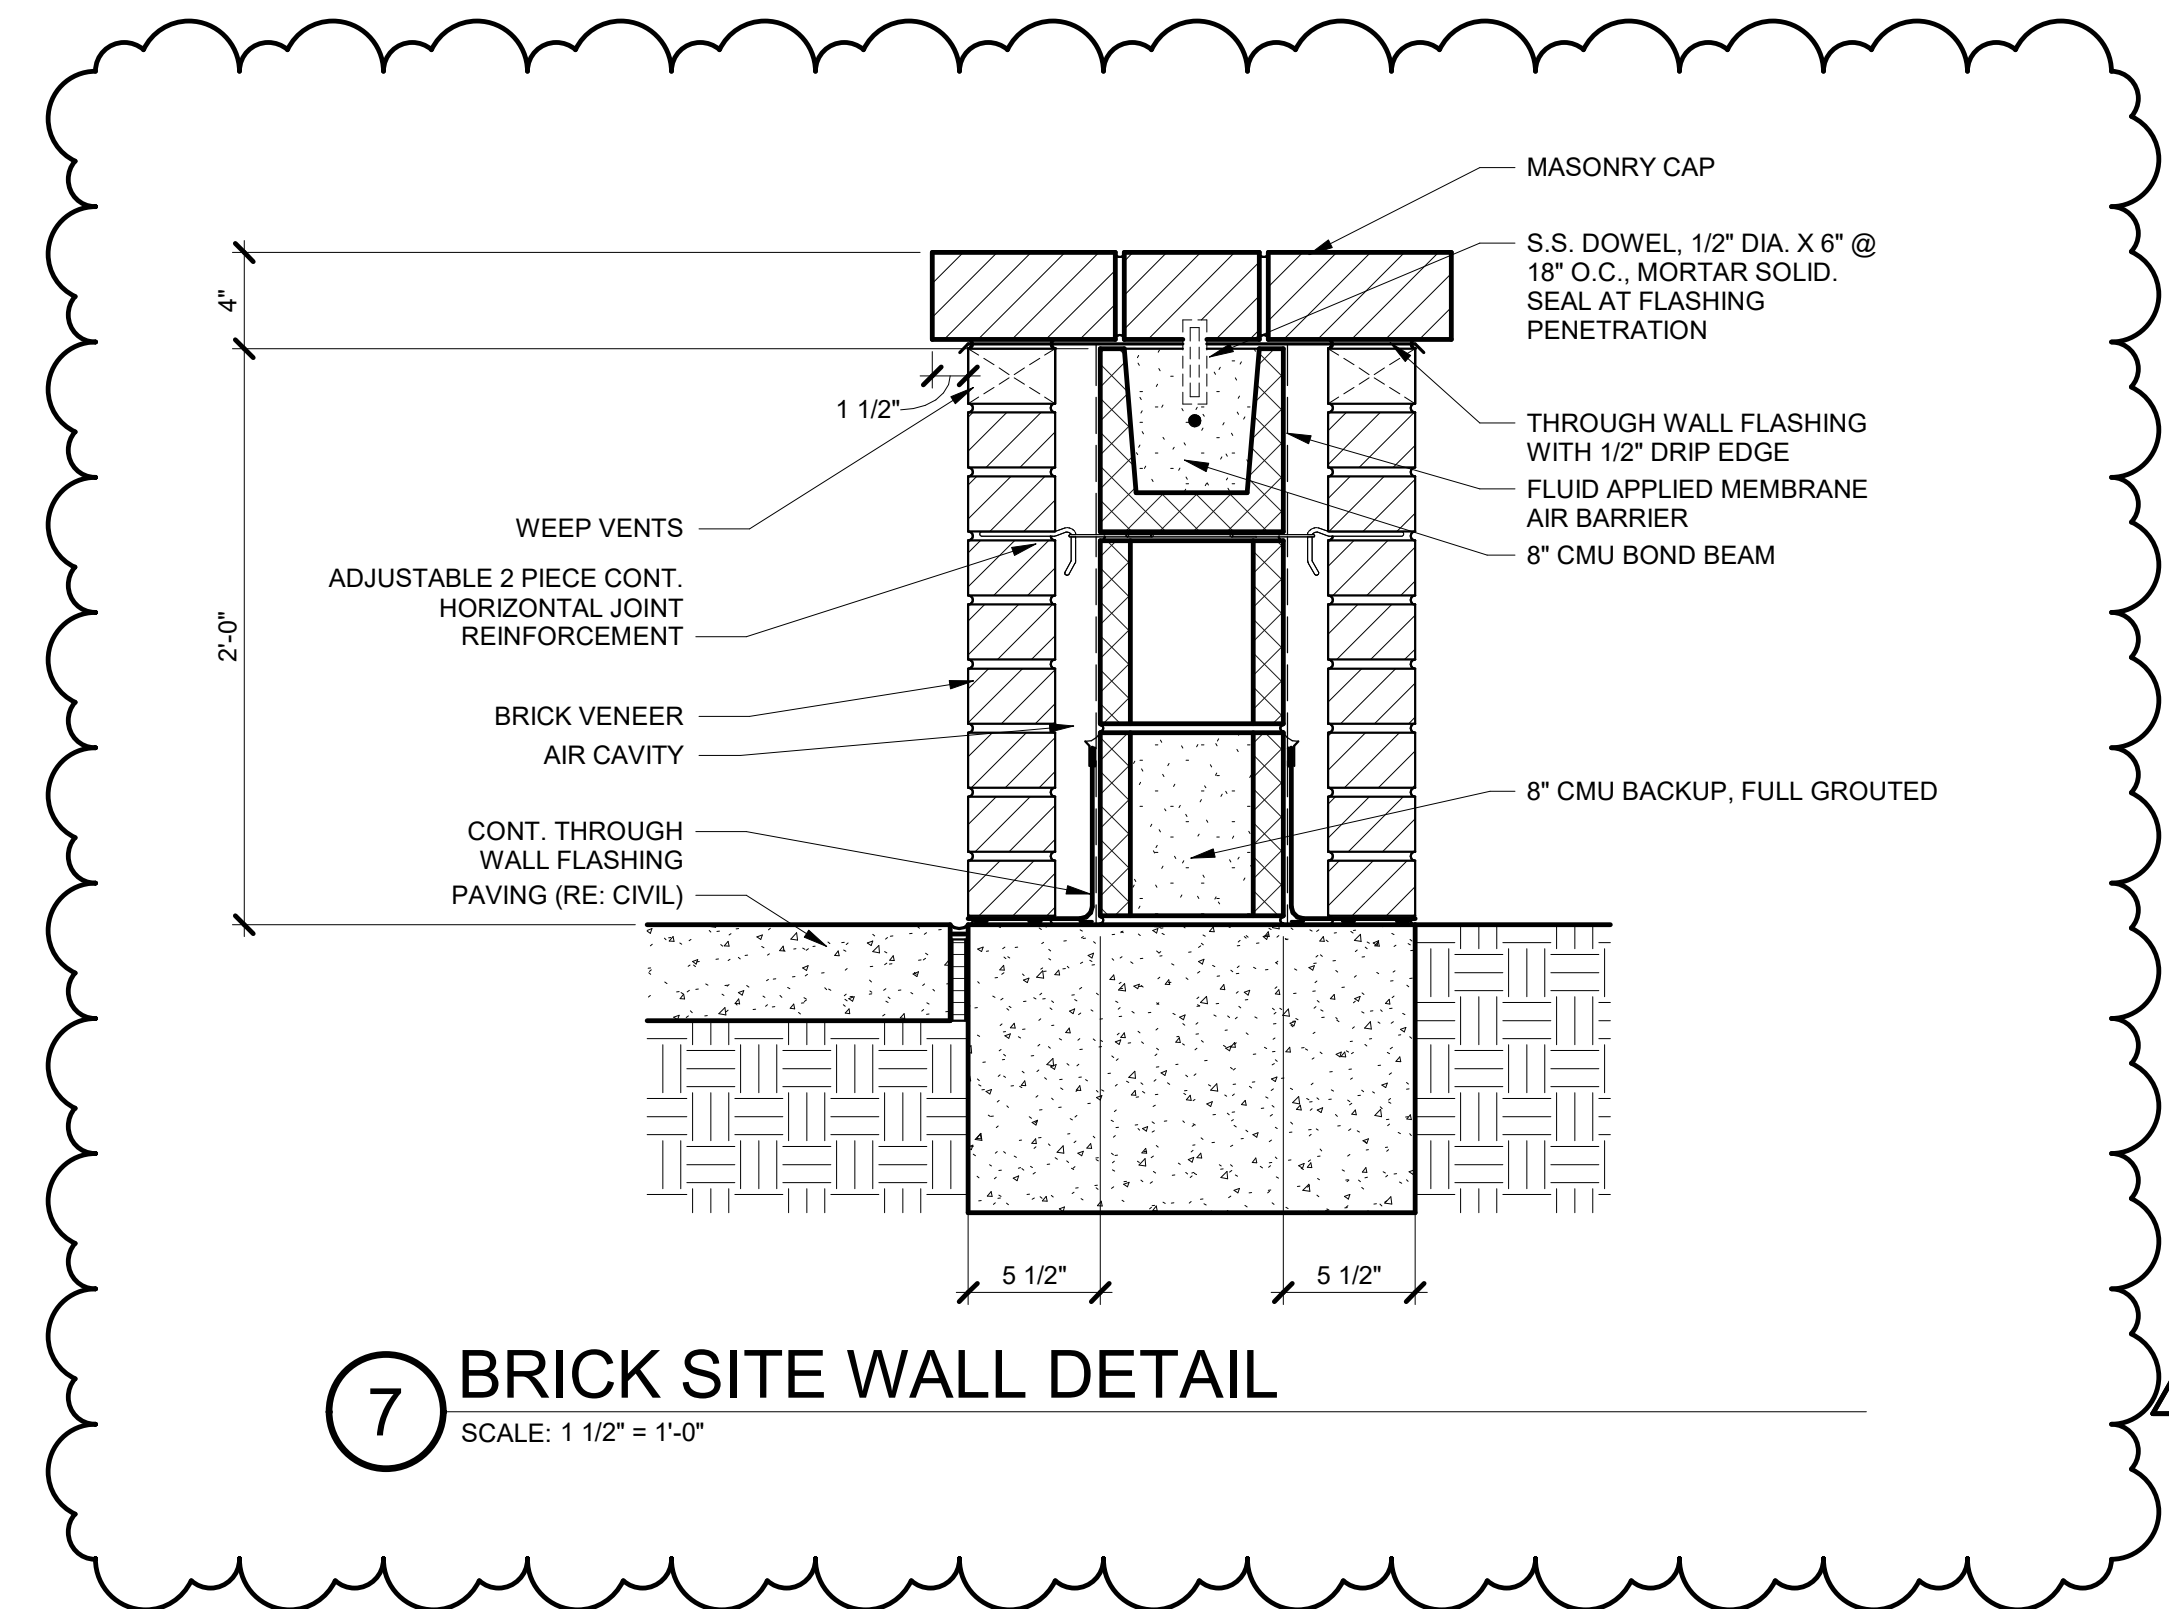 MASONRY CAP
S.S. DOWEL, 1/2" DIA. X 6" @
18" O.C., MORTAR SOLID.
SEAL AT FLASHING
PENETRATION
4"
1 1/2"
THROUGH WALL FLASHING
WITH 1/2" DRIP EDGE
FLUID APPLIED MEMBRANE
AIR BARRIER
8" CMU BOND BEAM
WEEP VENTS
ADJUSTABLE 2 PIECE CONT.
HORIZONTAL JOINT
REINFORCEMENT
2'-0"
BRICK VENEER
AIR CAVITY
8" CMU BACKUP, FULL GROUTED
CONT. THROUGH
WALL FLASHING
PAVING (RE: CIVIL)
5 1/2"
5 1/2"
7
BRICK SITE WALL DETAIL
SCALE: 1 1/2" = 1'-0"